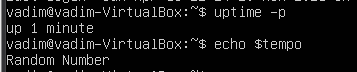 vadim@vadim-VirtualBox:~$ uptime -p
up 1 minute
vadim@vadim-VirtualBox:~$ echo $tempo
Random Number